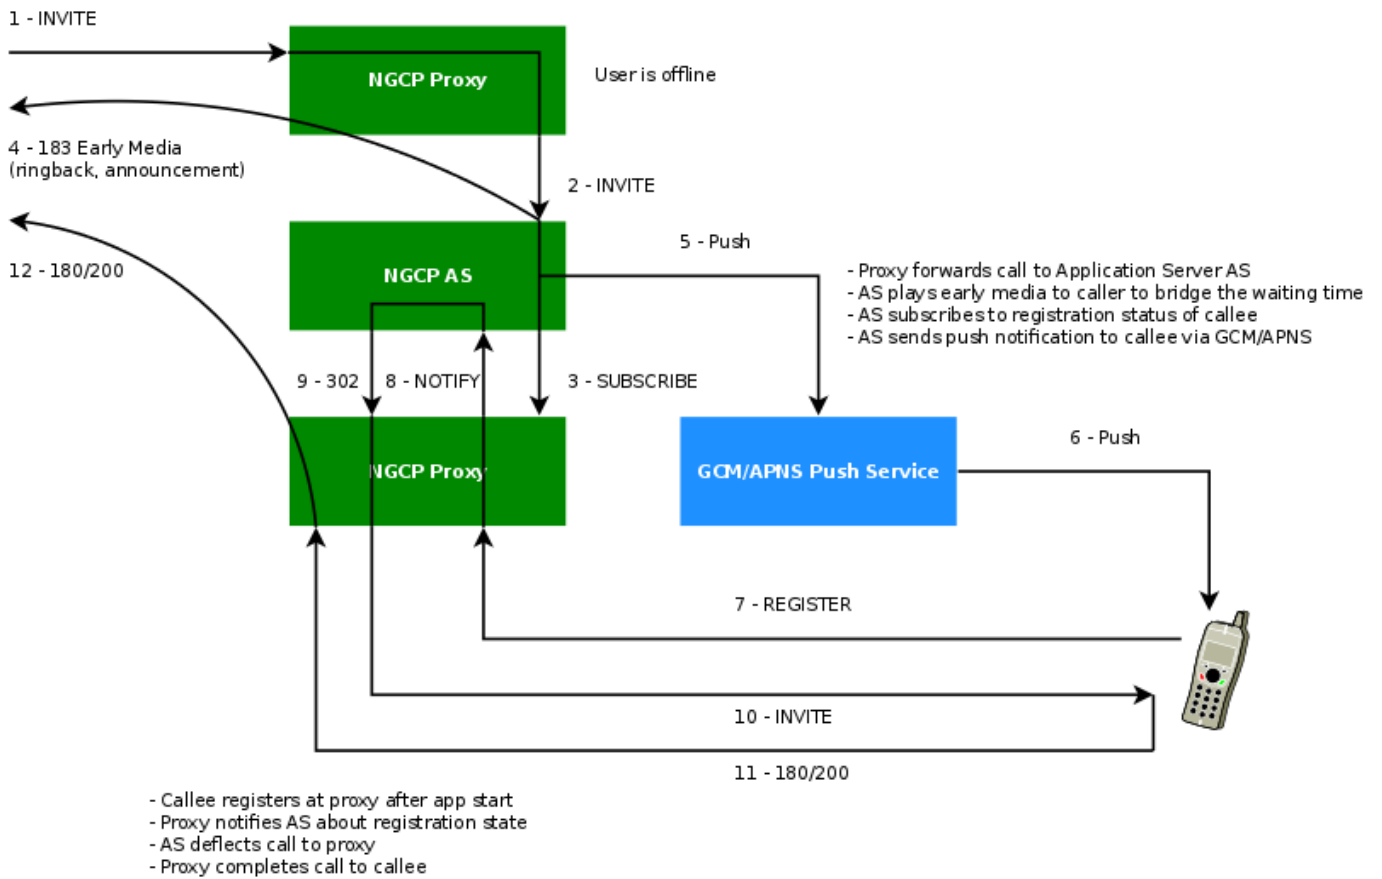 1 - INVITE
NGCP Proxy
User is offline
4 - 183 Early Media
(ringback, announcement)
2 - INVITE
12 - 180/200
NGCP AS
5 - Push
- Proxy forwards call to Application Server AS
- AS plays early media to caller to bridge the waiting time
- AS subscribes to registration status of callee
- AS sends push notification to callee via GCM/APNS
9 - 302
8 - NOTIFY
3 - SUBSCRIBE
NGCP Proxy
GCM/APNS Push Service
6 - Push
7 - REGISTER
10 - INVITE
11 - 180/200
- Callee registers at proxy after app start
- Proxy notifies AS about registration state
- AS deflects call to proxy
- Proxy completes call to callee